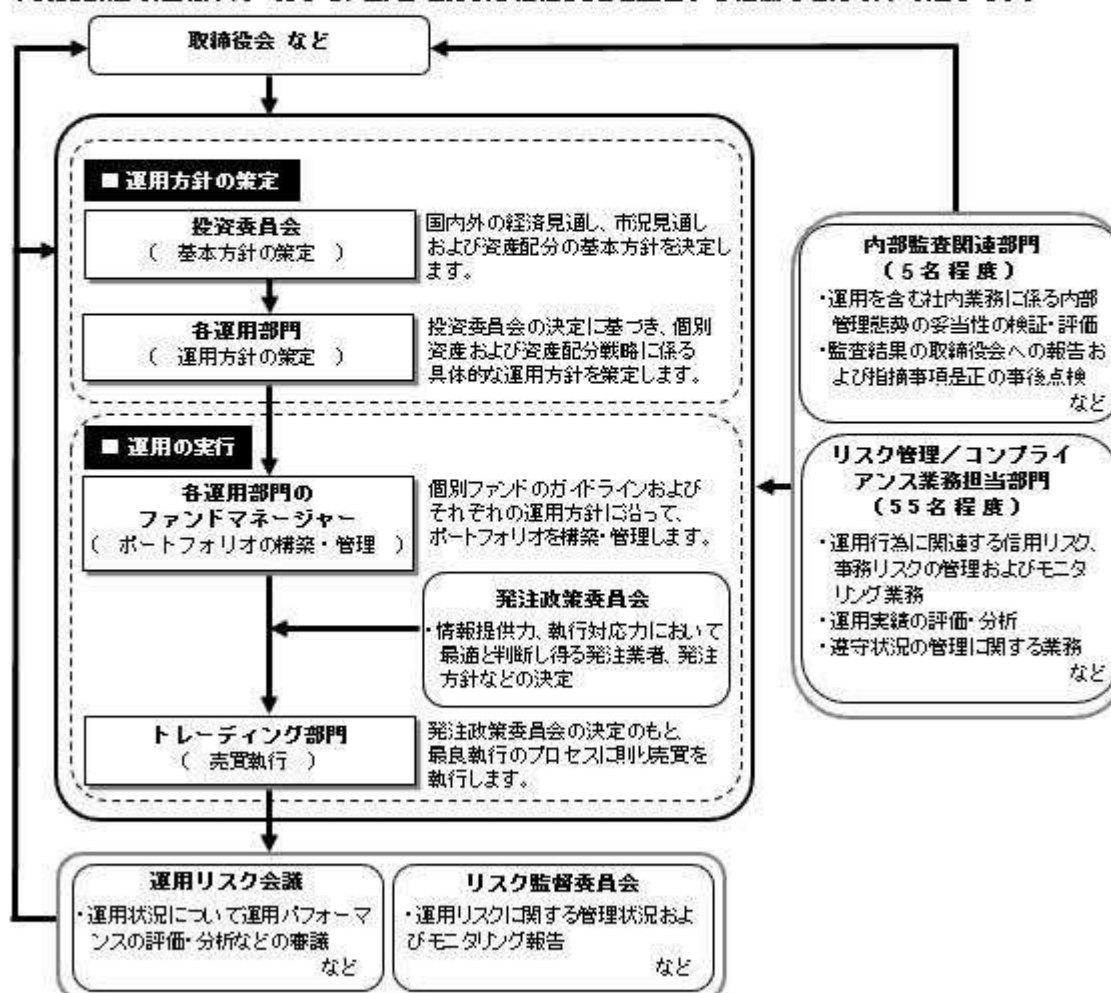 取締役会 など
■ 運用方針の策定
投資委員会
( 基本方針の策定 )
国内外の経済見通し、市況見通し
および資産配分の基本方針を決定し
ます。
各運用部門
( 運用方針の策定 )
投資委員会の決定に基づき、個別
資産および資産配分戦略に係る
具体的な運用方針を策定します。
■ 運用の実行
各運用部門の
ファンドマネージャー
( ポートフォリオの構築・管理 )
個別ファンドのガイドラインおよび
それぞれの運用方針に沿って、
ポートフォリオを構築・管理します。
発注政策委員会
・情報提供力、執行対応力において
最適と判断し得る発注業者、発注
方針などの決定
トレーディング部門
( 売買執行 )
発注政策委員会の決定のもと、
最良執行のプロセスに則り売買を
執行します。
内部監査関連部門
(5名程度)
・運用を含む社内業務に係る内部
管理態勢の妥当性の検証・評価
・監査結果の取締役会への報告お
よび指摘事項是正の事後点検
など
リスク管理/コンプライ
アンス業務担当部門
(55名程度)
・運用行為に関連する信用リスク、
事務リスクの管理およびモニタ
リング業務
・運用実績の評価・分析
・遵守状況の管理に関する業務
など
運用リスク会議
・運用状況について運用パフォーマ
ンスの評価・分析などの審議
など
リスク監督委員会
・運用リスクに関する管理状況およ
びモニタリング報告
など